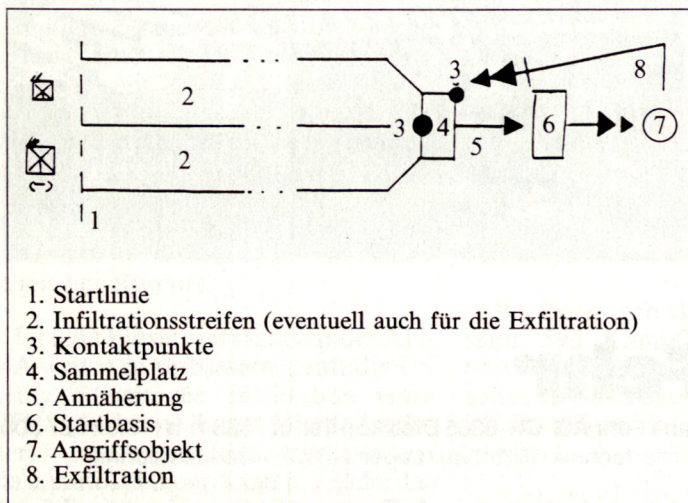 3 8
2
3 4 6 7
5
2
1
1. Startlinie
2. Infiltrationsstreifen (eventuell auch für die Exfiltration)
3. Kontaktpunkte
4. Sammelplatz
5. Annäherung
6. Startbasis
7. Angriffsobjekt
8. Exfiltration